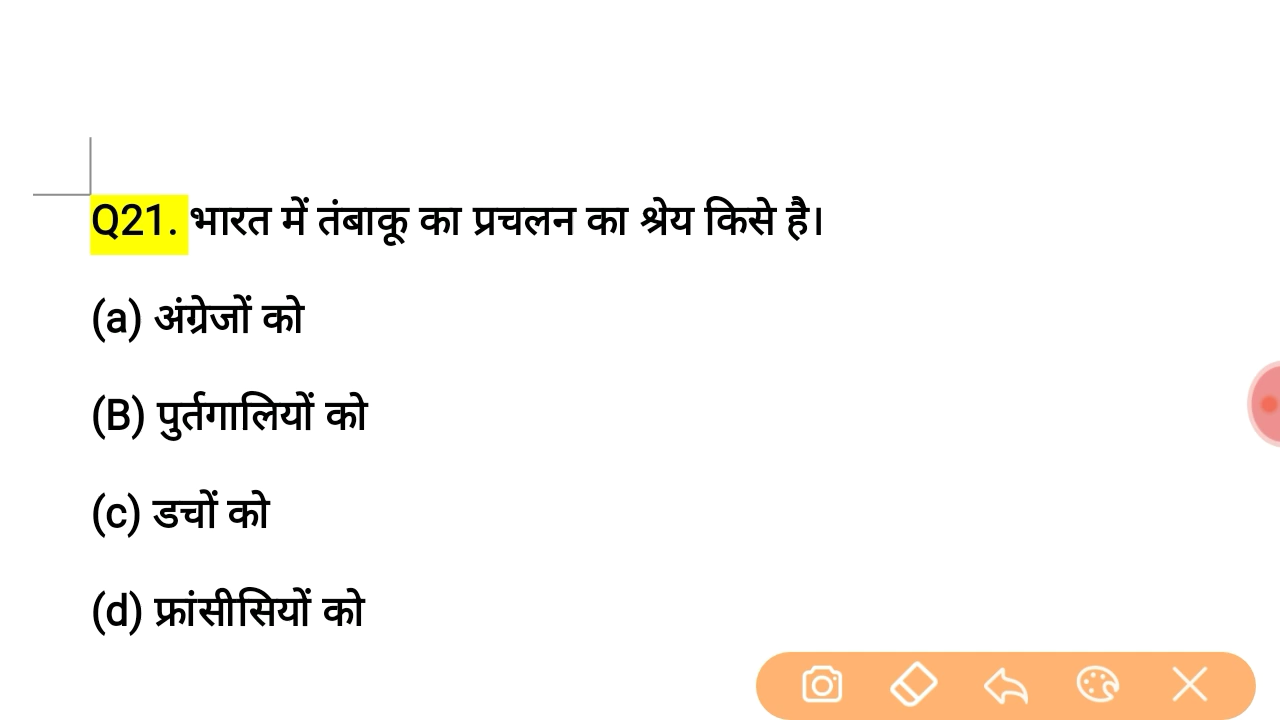 Q21. भारत में तंबाकू का प्रचलन का श्रेय किसे है।
(a) अंग्रेजों को
(B) पुर्तगालियों को
(c) डचों को
(d) फ्रांसीसियों को